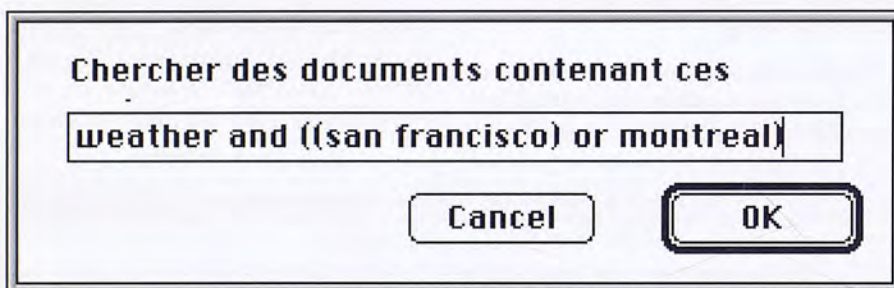 Chercher des documents contenant ces
weather and ((san francisco) or montreal)
Cancel OK